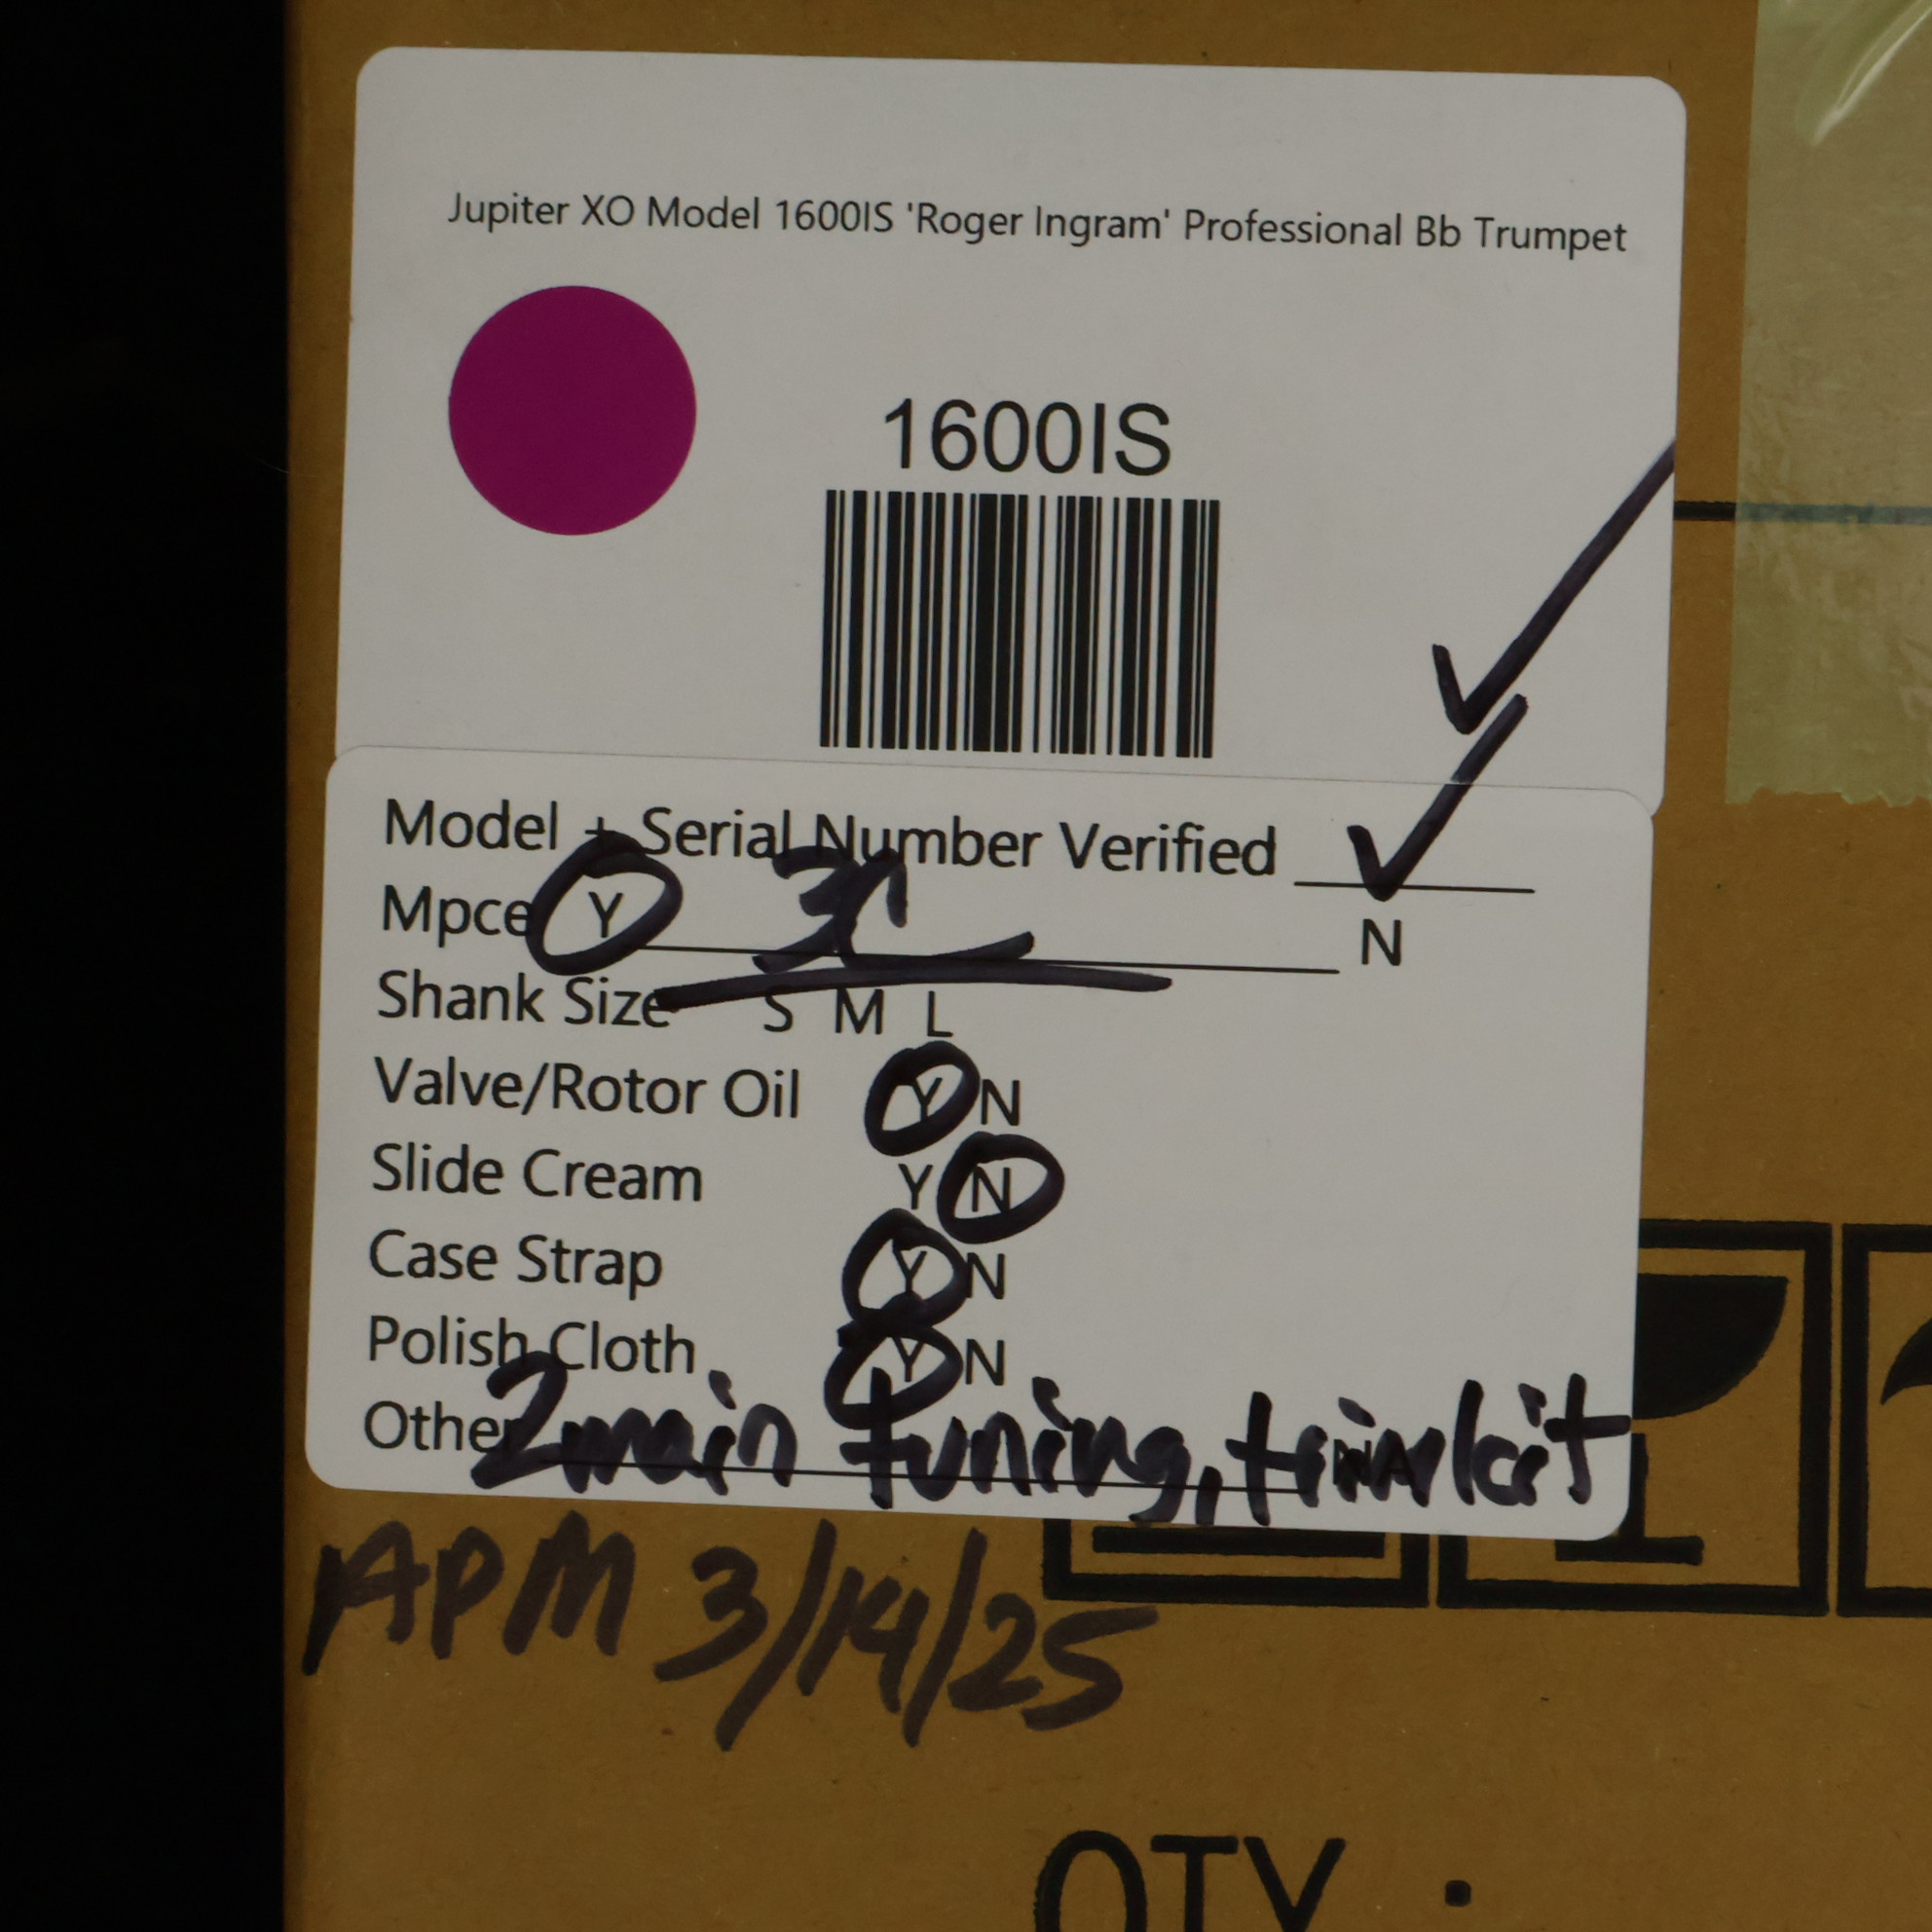 Jupiter XO Model 1600IS 'Roger Ingram' Professional Bb Trumpet
1600IS
Model + Serial Number Verified ✓
Mpce Y 3C N
Shank Size S M L
Valve/Rotor Oil Y N
Slide Cream Y N
Case Strap Y N
Polish Cloth Y N
Other 2 main tuning, trim kit
APM 3/14/25
QTY :